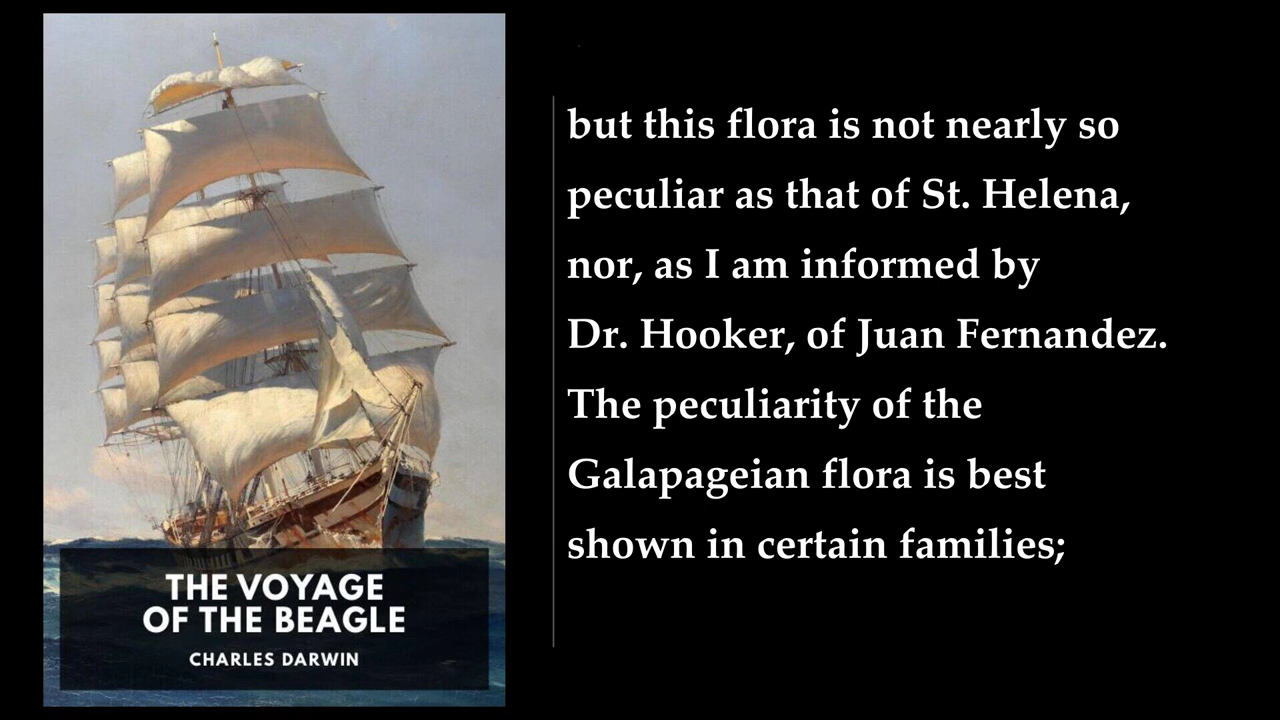 THE VOYAGE
OF THE BEAGLE
CHARLES DARWIN
but this flora is not nearly so
peculiar as that of St. Helena,
nor, as I am informed by
Dr. Hooker, of Juan Fernandez.
The peculiarity of the
Galapageian flora is best
shown in certain families;